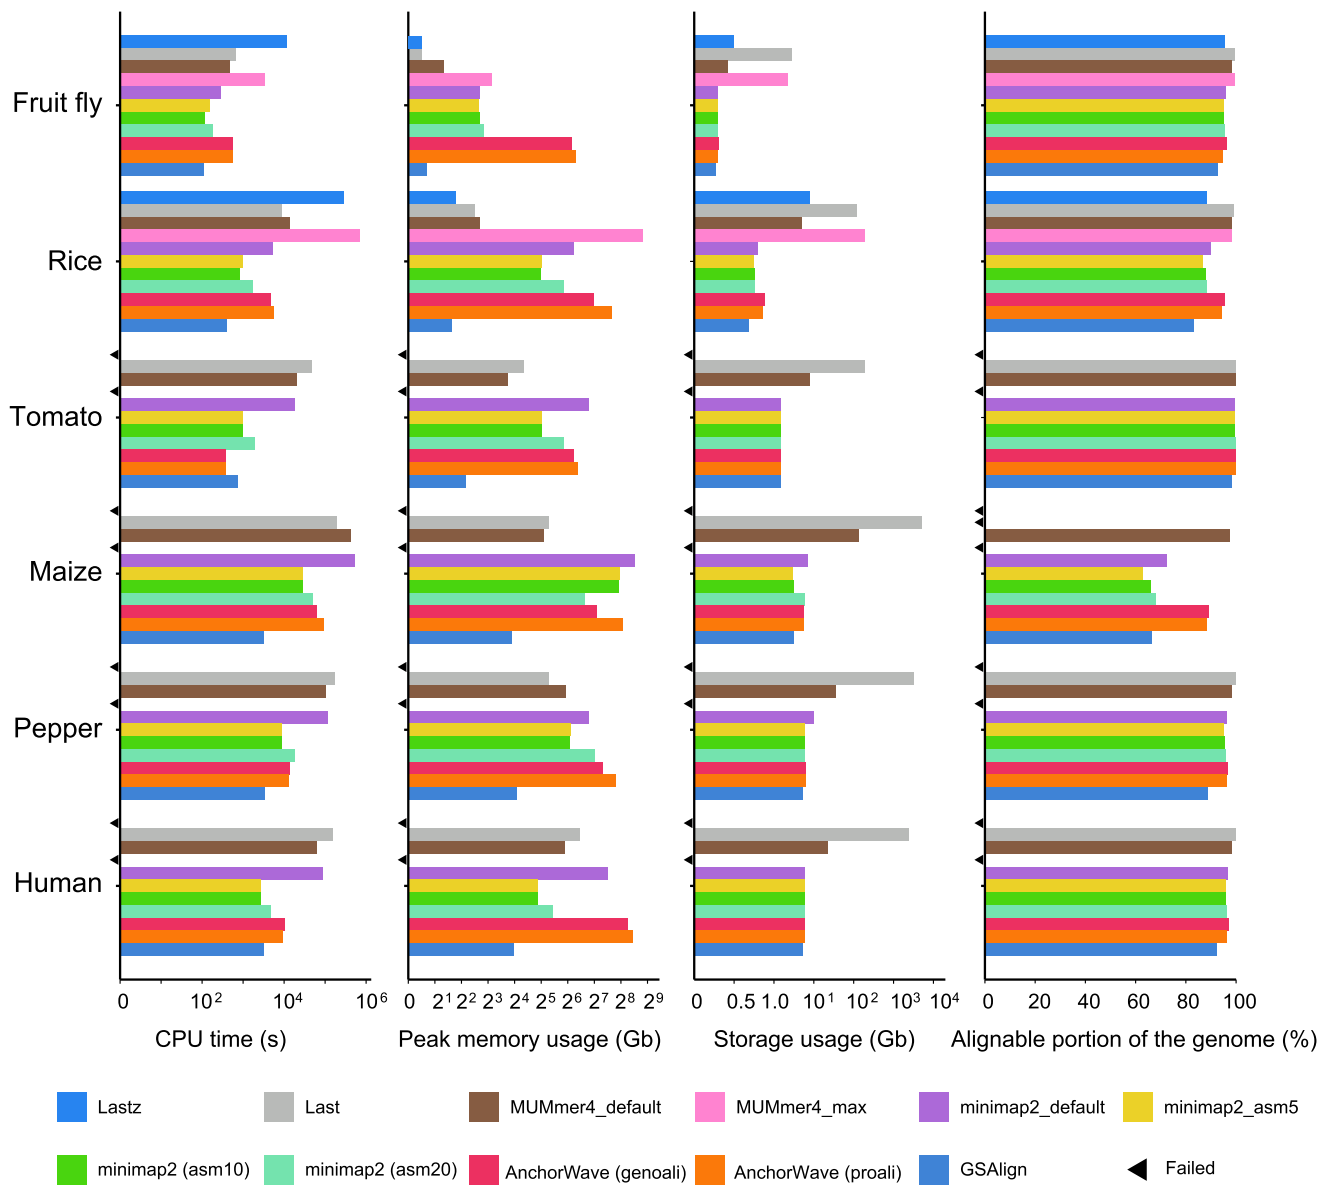 Fruit fly
Rice
Tomato
Maize
Pepper
Human
0 10² 10⁴ 10⁶
0 2¹ 2² 2³ 2⁴ 2⁵ 2⁶ 2⁷ 2⁸ 2⁹
0 0.5 1.0 10¹ 10² 10³ 10⁴
0 20 40 60 80 100
CPU time (s)
Peak memory usage (Gb)
Storage usage (Gb)
Alignable portion of the genome (%)
Lastz
Last
MUMmer4_default
MUMmer4_max
minimap2_default
minimap2_asm5
minimap2 (asm10)
minimap2 (asm20)
AnchorWave (genoali)
AnchorWave (proali)
GSAlign
Failed